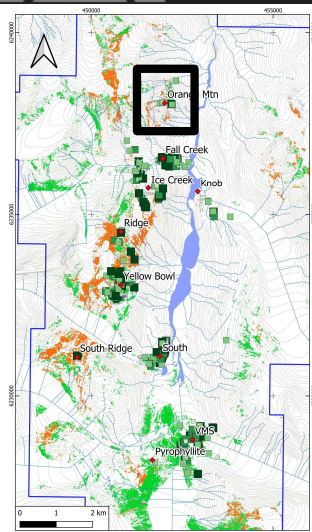 450000
455000
6240000
Orange Mtn
Fall Creek
Ice Creek
Knob
6235000
Ridge
Yellow Bowl
South Ridge
South
6230000
VMS
Pyrophyllite
0 1 2 km